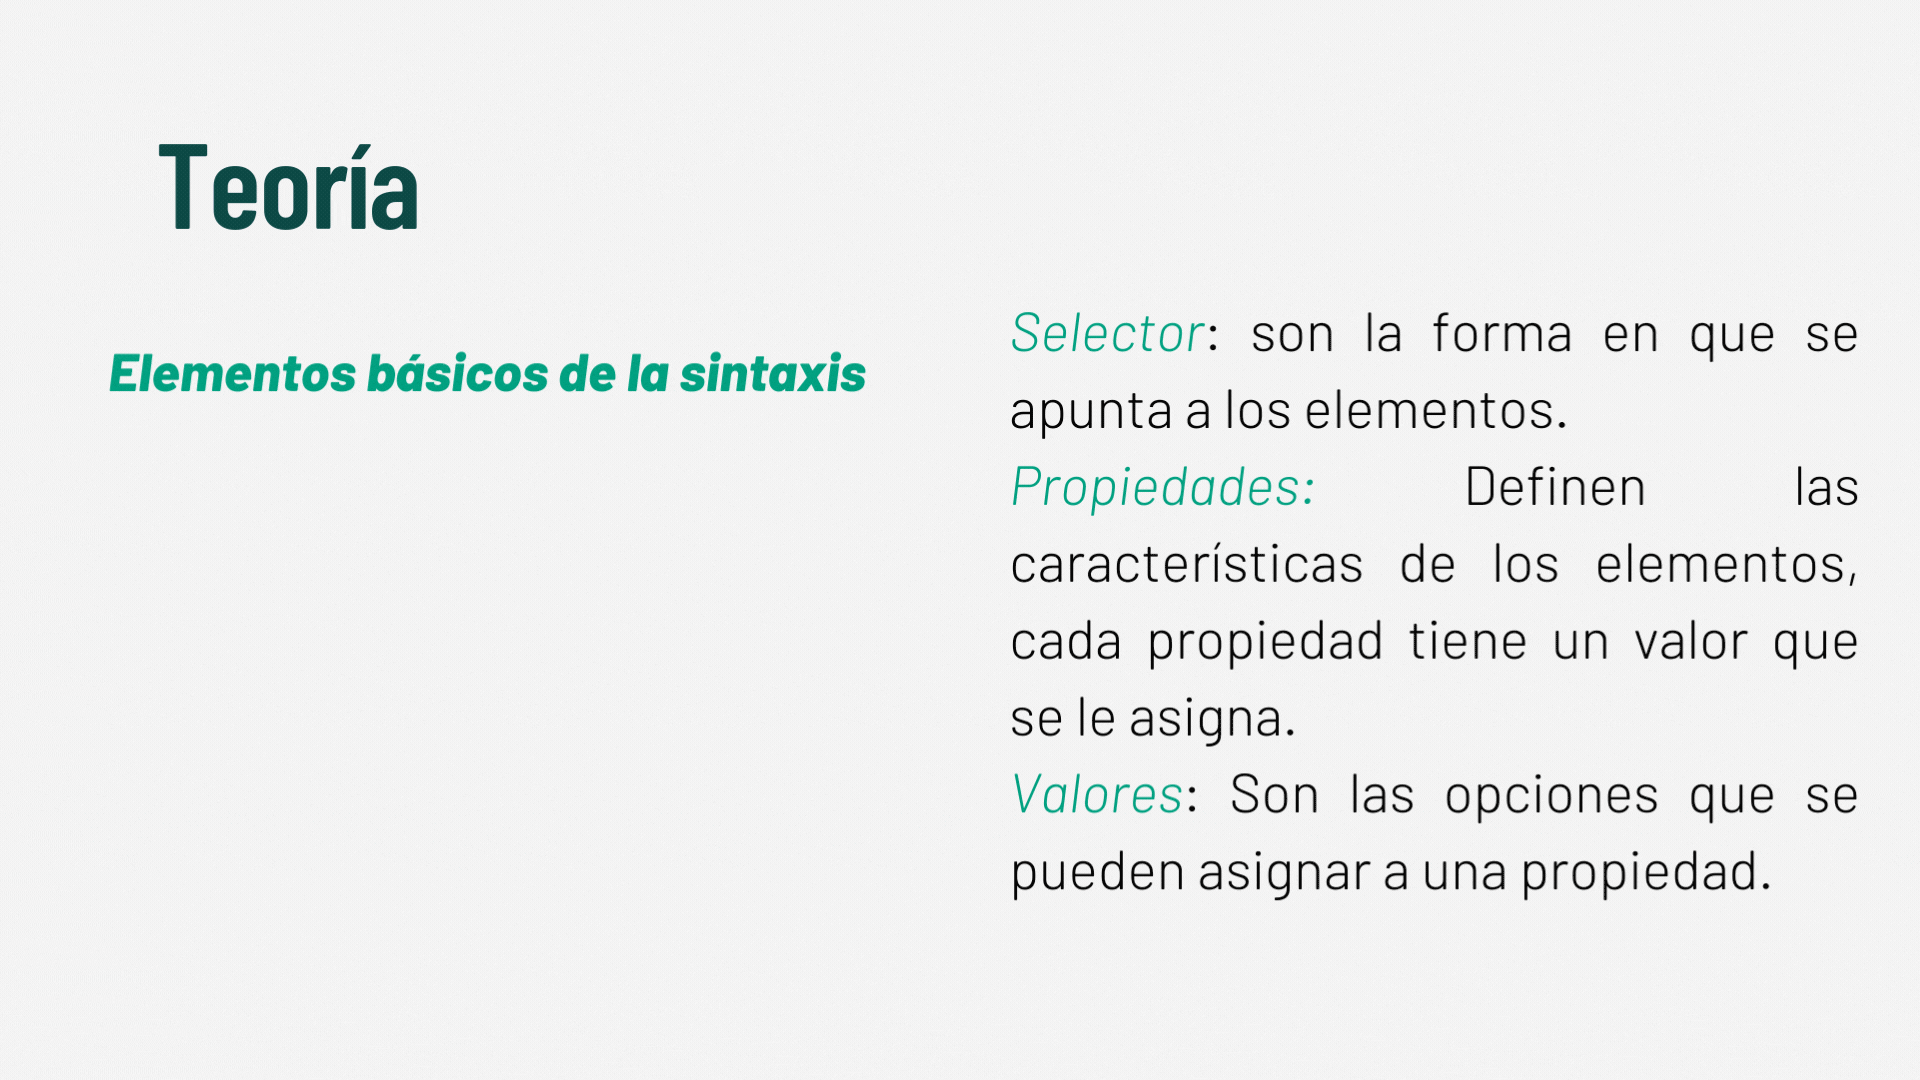 Teoría
Elementos básicos de la sintaxis
Selector: son la forma en que se
apunta a los elementos.
Propiedades: Definen las
características de los elementos,
cada propiedad tiene un valor que
se le asigna.
Valores: Son las opciones que se
pueden asignar a una propiedad.